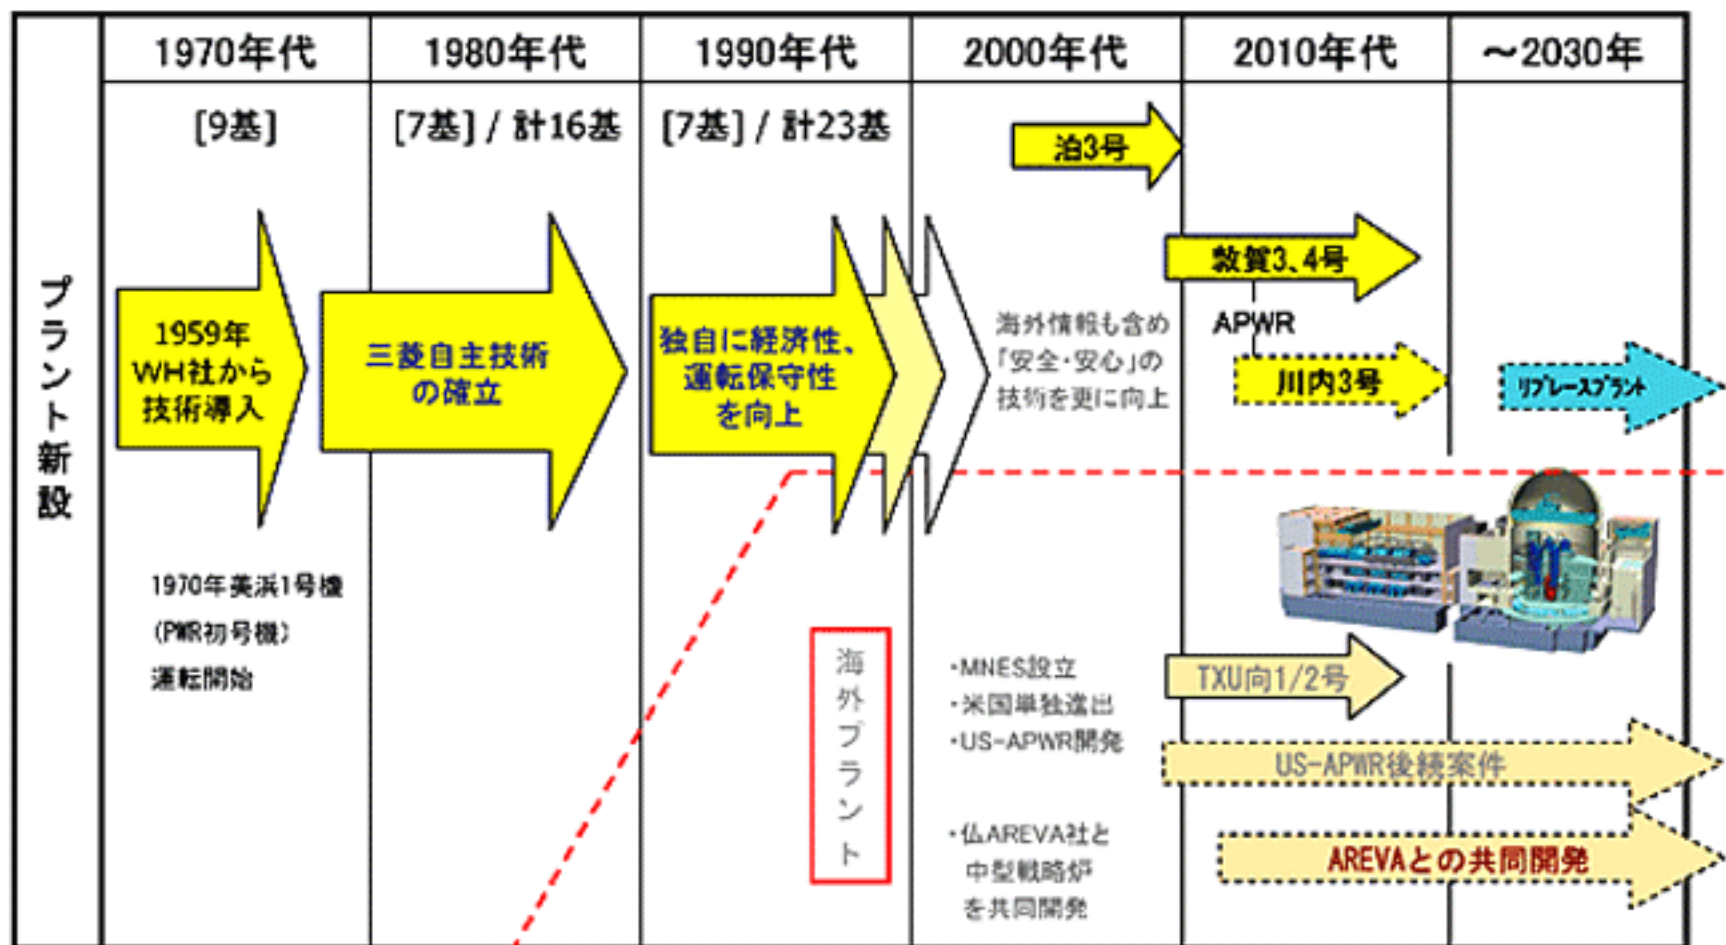 1970年代
1980年代
1990年代
2000年代
2010年代
～2030年
プラント新設
[9基]
[7基] / 計16基
[7基] / 計23基
泊3号
敦賀3、4号
1959年
WH社から
技術導入
三菱自主技術
の確立
独自に経済性、
運転保守性
を向上
海外情報も含め
「安全・安心」の
技術を更に向上
APWR
川内3号
リプレースプラント
1970年美浜1号機
(PWR初号機)
運転開始
海外プラント
・MNES設立
・米国単独進出
・US-APWR開発
TXU向1/2号
US-APWR後続案件
・仏AREVA社と
中型戦略炉
を共同開発
AREVAとの共同開発